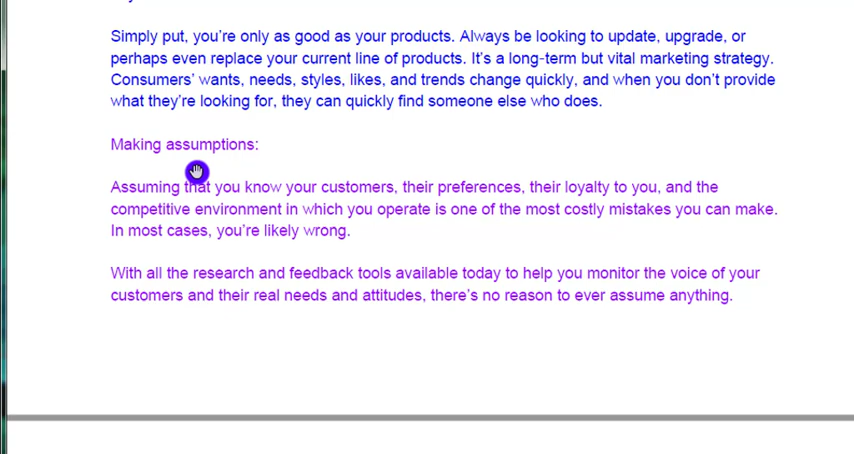 Simply put, you're only as good as your products. Always be looking to update, upgrade, or
perhaps even replace your current line of products. It's a long-term but vital marketing strategy.
Consumers' wants, needs, styles, likes, and trends change quickly, and when you don't provide
what they're looking for, they can quickly find someone else who does.
Making assumptions:
Assuming that you know your customers, their preferences, their loyalty to you, and the
competitive environment in which you operate is one of the most costly mistakes you can make.
In most cases, you're likely wrong.
With all the research and feedback tools available today to help you monitor the voice of your
customers and their real needs and attitudes, there's no reason to ever assume anything.